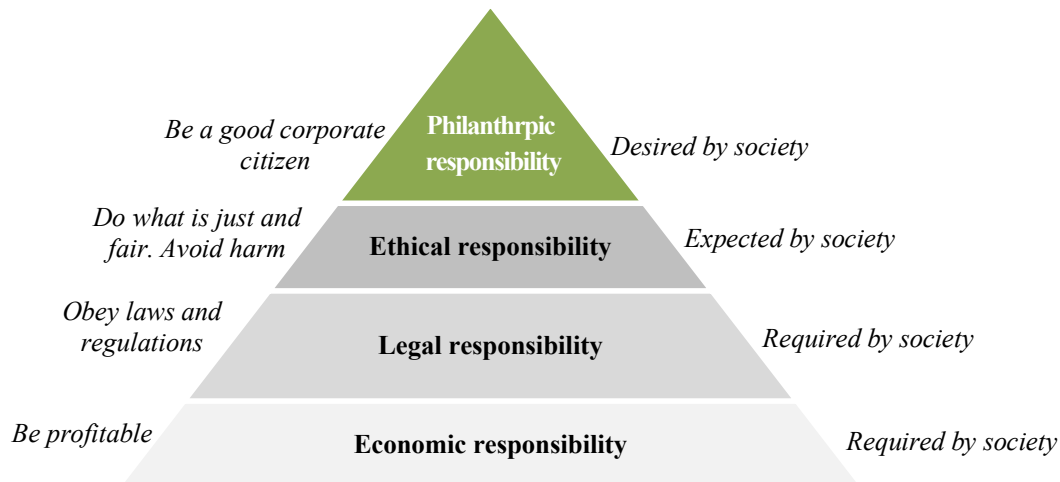 Be a good corporate
citizen
Philanthrpic
responsibility
Desired by society
Do what is just and
fair. Avoid harm
Ethical responsibility
Expected by society
Obey laws and
regulations
Legal responsibility
Required by society
Be profitable
Economic responsibility
Required by society